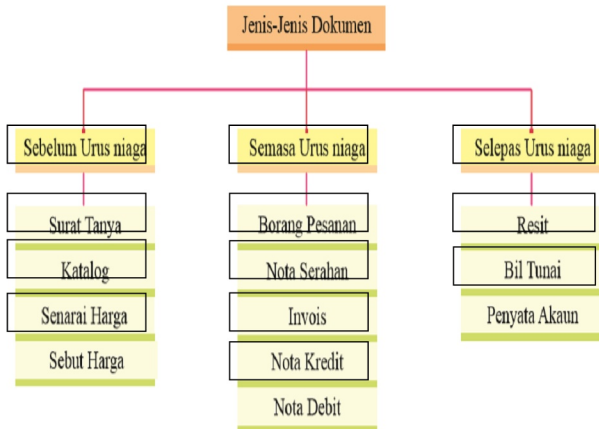 Jenis-Jenis Dokumen
Sebelum Urus niaga
Surat Tanya
Katalog
Senarai Harga
Sebut Harga
Semasa Urus niaga
Borang Pesanan
Nota Serahan
Invois
Nota Kredit
Nota Debit
Selepas Urus niaga
Resit
Bil Tunai
Penyata Akaun